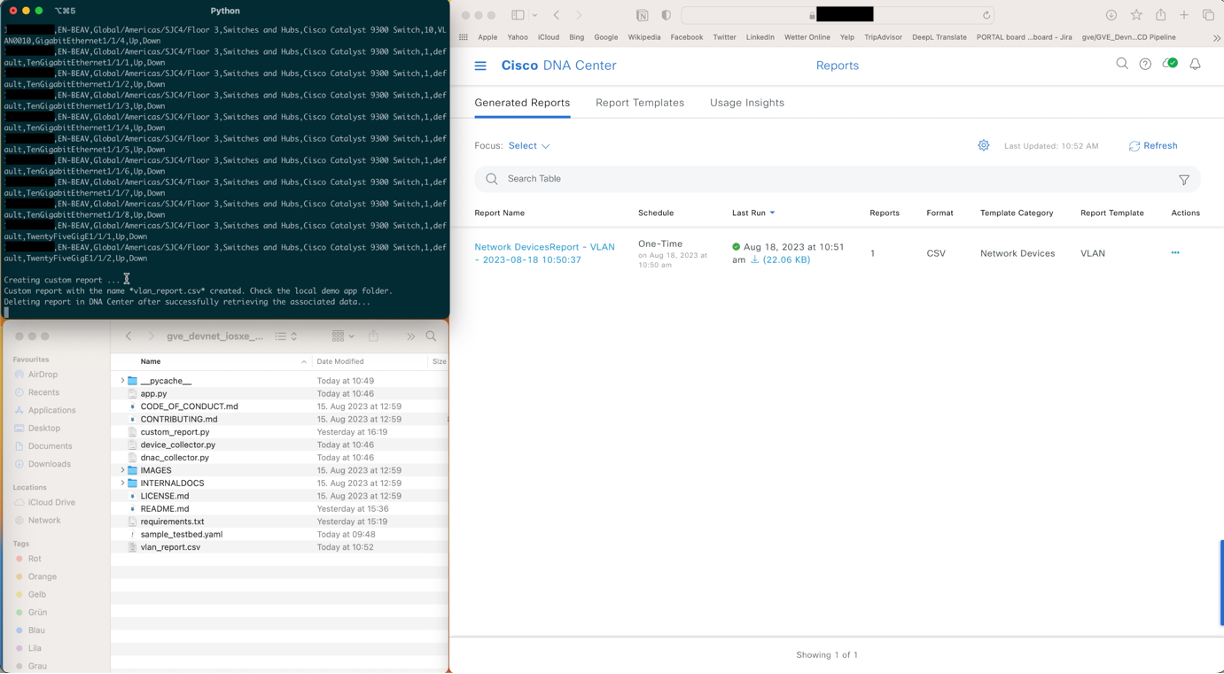 ⌥⌘5
Python
,EN-BEAV,Global/Americas/SJC4/Floor 3,Switches and Hubs,Cisco Catalyst 9300 Switch,10,VL
AN0010,GigabitEthernet1/1/4,Up,Down
,EN-BEAV,Global/Americas/SJC4/Floor 3,Switches and Hubs,Cisco Catalyst 9300 Switch,1,def
ault,TenGigabitEthernet1/1/1,Up,Down
,EN-BEAV,Global/Americas/SJC4/Floor 3,Switches and Hubs,Cisco Catalyst 9300 Switch,1,def
ault,TenGigabitEthernet1/1/2,Up,Down
,EN-BEAV,Global/Americas/SJC4/Floor 3,Switches and Hubs,Cisco Catalyst 9300 Switch,1,def
ault,TenGigabitEthernet1/1/3,Up,Down
,EN-BEAV,Global/Americas/SJC4/Floor 3,Switches and Hubs,Cisco Catalyst 9300 Switch,1,def
ault,TenGigabitEthernet1/1/4,Up,Down
,EN-BEAV,Global/Americas/SJC4/Floor 3,Switches and Hubs,Cisco Catalyst 9300 Switch,1,def
ault,TenGigabitEthernet1/1/5,Up,Down
,EN-BEAV,Global/Americas/SJC4/Floor 3,Switches and Hubs,Cisco Catalyst 9300 Switch,1,def
ault,TenGigabitEthernet1/1/6,Up,Down
,EN-BEAV,Global/Americas/SJC4/Floor 3,Switches and Hubs,Cisco Catalyst 9300 Switch,1,def
ault,TenGigabitEthernet1/1/7,Up,Down
,EN-BEAV,Global/Americas/SJC4/Floor 3,Switches and Hubs,Cisco Catalyst 9300 Switch,1,def
ault,TenGigabitEthernet1/1/8,Up,Down
,EN-BEAV,Global/Americas/SJC4/Floor 3,Switches and Hubs,Cisco Catalyst 9300 Switch,1,def
ault,TwentyFiveGigE1/1/1,Up,Down
,EN-BEAV,Global/Americas/SJC4/Floor 3,Switches and Hubs,Cisco Catalyst 9300 Switch,1,def
ault,TwentyFiveGigE1/1/2,Up,Down
Creating custom report ...
Custom report with the name *vlan_report.csv* created. Check the local demo app folder.
Deleting report in DNA Center after successfully retrieving the associated data...
gve_devnet_iosxe_...
Favourites
AirDrop
Recents
Applications
Desktop
Documents
Downloads
Locations
iCloud Drive
Network
Tags
Rot
Orange
Gelb
Grün
Blau
Lila
Grau
Name Date Modified Size
__pycache__ Today at 10:49
app.py Today at 10:46
CODE_OF_CONDUCT.md 15. Aug 2023 at 12:59
CONTRIBUTING.md 15. Aug 2023 at 12:59
custom_report.py Yesterday at 16:19
device_collector.py Today at 10:46
dnac_collector.py Today at 10:46
IMAGES 15. Aug 2023 at 12:59
INTERNALDOCS 15. Aug 2023 at 12:59
LICENSE.md 15. Aug 2023 at 12:59
README.md Yesterday at 15:36
requirements.txt Yesterday at 15:19
sample_testbed.yaml Today at 09:48
vlan_report.csv Today at 10:52
Apple Yahoo iCloud Bing Google Wikipedia Facebook Twitter LinkedIn Wetter Online Yelp TripAdvisor DeepL Translate PORTAL board ...board - Jira gve/GVE_Devn...CD Pipeline
Cisco DNA Center
Reports
Generated Reports Report Templates Usage Insights
Focus: Select
Last Updated: 10:52 AM Refresh
Search Table
Report Name Schedule Last Run Reports Format Template Category Report Template Actions
Network DevicesReport - VLAN
- 2023-08-18 10:50:37
One-Time
on Aug 18, 2023 at
10:50 am
Aug 18, 2023 at 10:51
am (22.06 KB)
1
CSV
Network Devices
VLAN
Showing 1 of 1